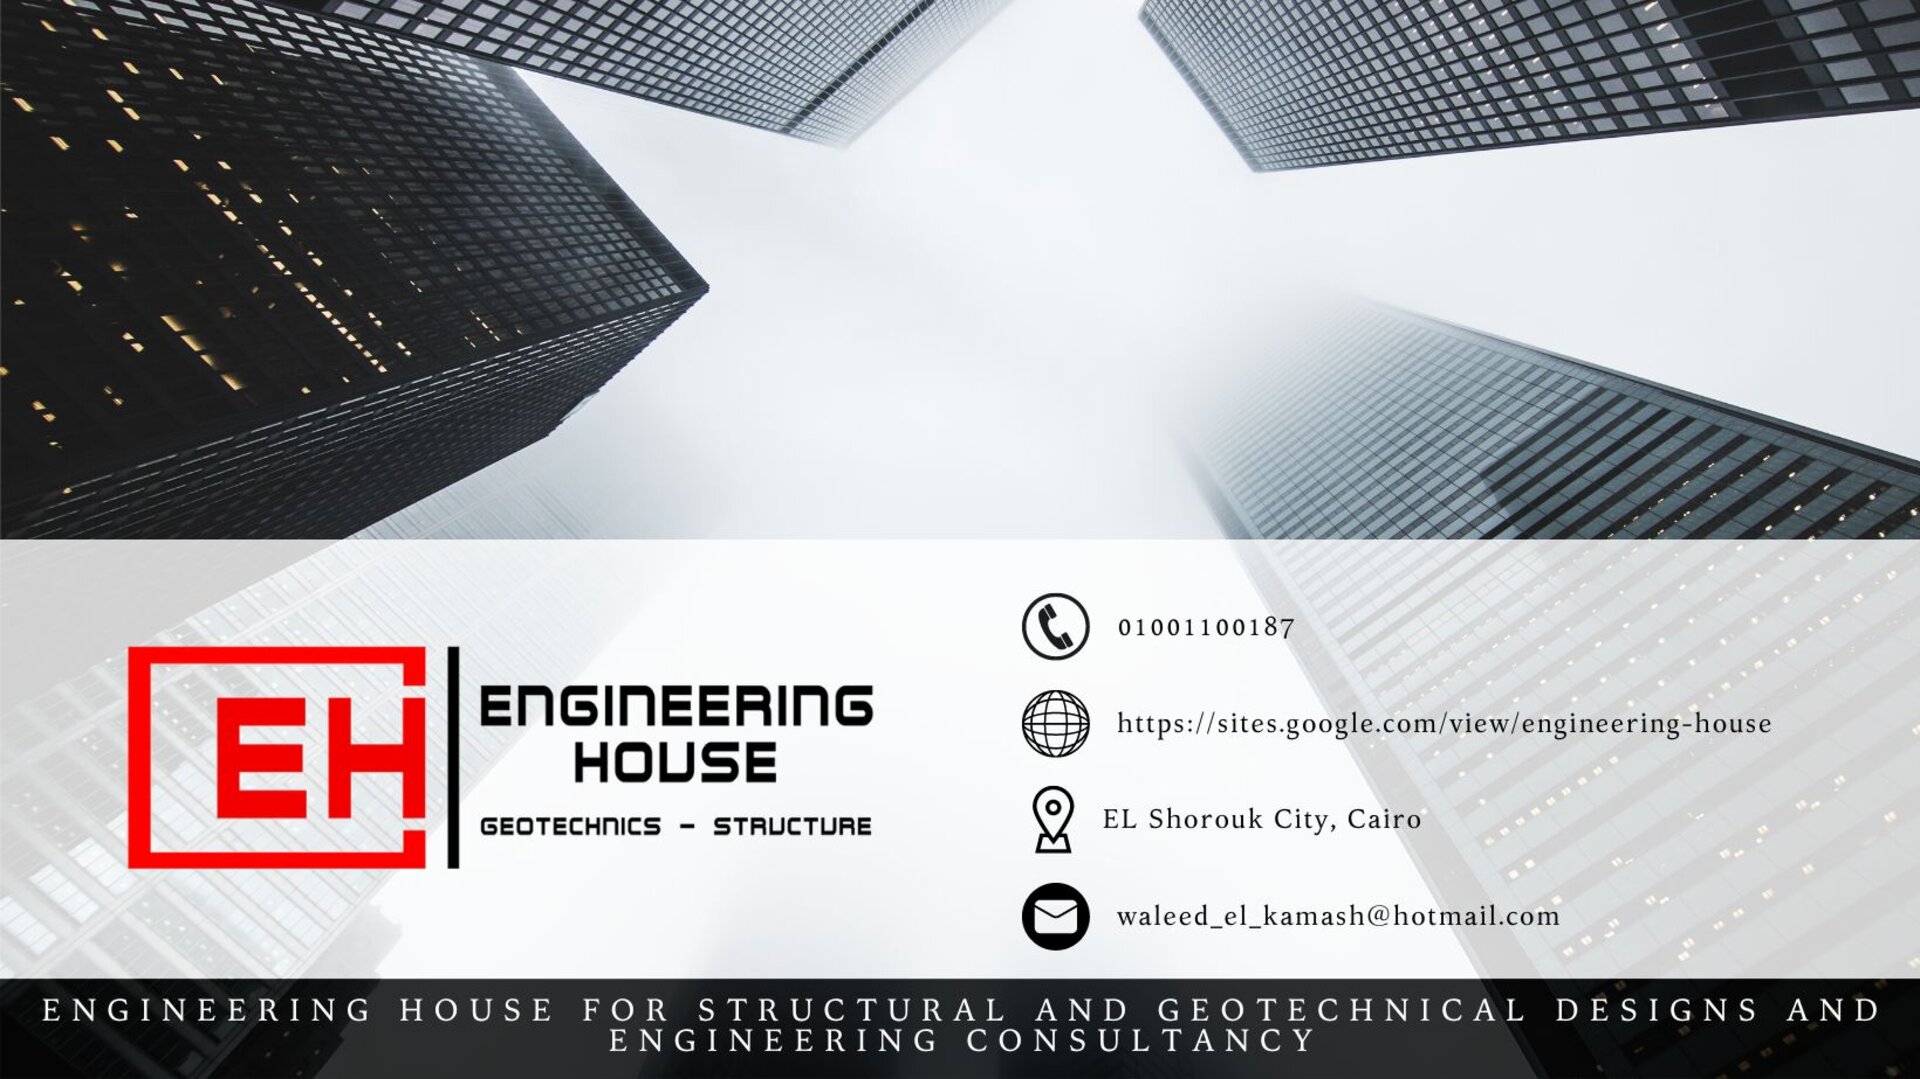 EH
ENGINEERING
HOUSE
GEOTECHNICS - STRUCTURE
01001100187
https://sites.google.com/view/engineering-house
EL Shorouk City, Cairo
waleed_el_kamash@hotmail.com
ENGINEERING HOUSE FOR STRUCTURAL AND GEOTECHNICAL DESIGNS AND
ENGINEERING CONSULTANCY